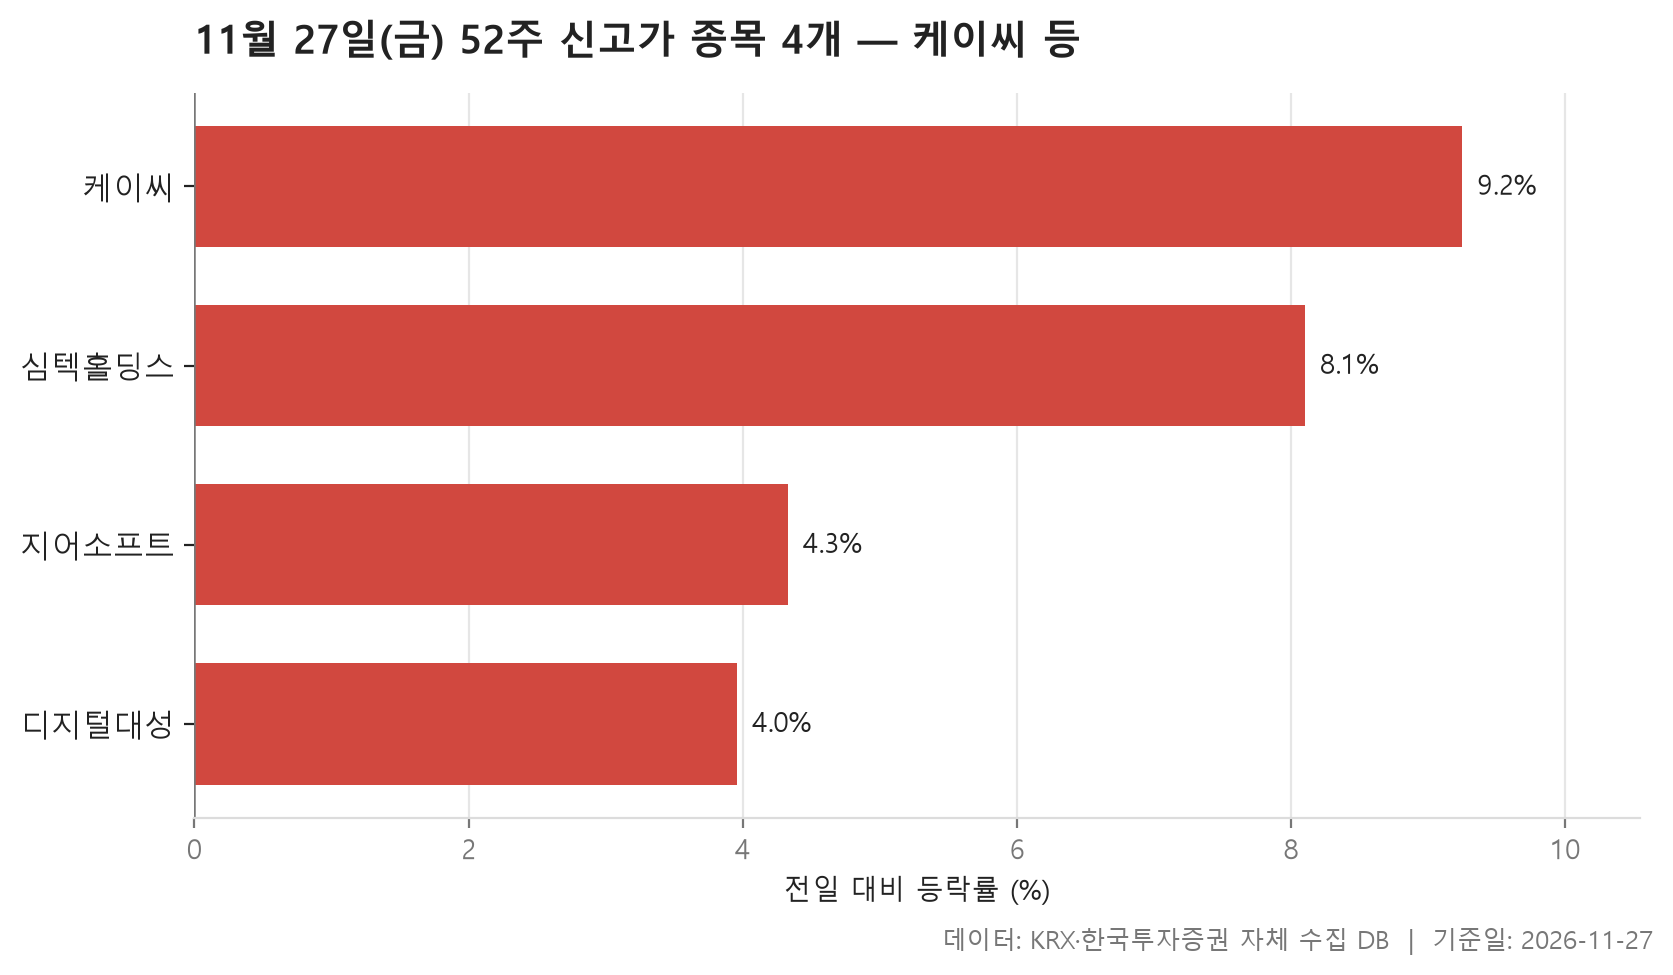 11월 27일(금) 52주 신고가 종목 4개 — 케이씨 등
케이씨
9.2%
심텍홀딩스
8.1%
지어소프트
4.3%
디지털대성
4.0%
0 2 4 6 8 10
전일 대비 등락률 (%)
데이터: KRX·한국투자증권 자체 수집 DB | 기준일: 2026-11-27